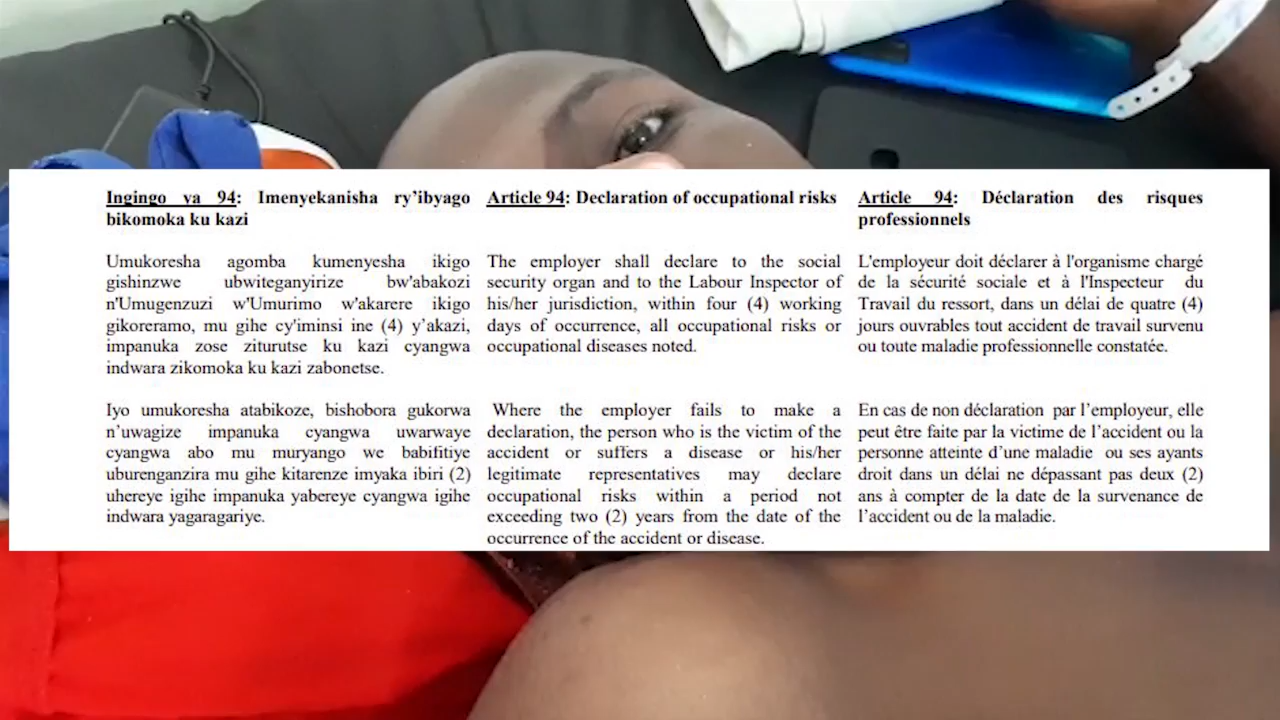 Ingingo ya 94: Imenyekanisha ry'ibyago
bikomoka ku kazi
Umukoresha agomba kumenyesha ikigo
gishinzwe ubwiteganyirize bw'abakozi
n'Umugenzuzi w'Umurimo w'akarere ikigo
gikoreramo, mu gihe cy'iminsi ine (4) y'akazi,
impanuka zose ziturutse ku kazi cyangwa
indwara zikomoka ku kazi zabonetse.
Iyo umukoresha atabikoze, bishobora gukorwa
n'uwagize impanuka cyangwa uwarwaye
cyangwa abo mu muryango we babifitiye
uburenganzira mu gihe kitarenze imyaka ibiri (2)
uhereye igihe impanuka yabereye cyangwa igihe
indwara yagaragariye.
Article 94: Declaration of occupational risks
The employer shall declare to the social
security organ and to the Labour Inspector of
his/her jurisdiction, within four (4) working
days of occurrence, all occupational risks or
occupational diseases noted.
Where the employer fails to make a
declaration, the person who is the victim of the
accident or suffers a disease or his/her
legitimate representatives may declare
occupational risks within a period not
exceeding two (2) years from the date of the
occurrence of the accident or disease.
Article 94: Déclaration des risques
professionnels
L'employeur doit déclarer à l'organisme chargé
de la sécurité sociale et à l'Inspecteur du
Travail du ressort, dans un délai de quatre (4)
jours ouvrables tout accident de travail survenu
ou toute maladie professionnelle constatée.
En cas de non déclaration par l'employeur, elle
peut être faite par la victime de l'accident ou la
personne atteinte d'une maladie ou ses ayants
droit dans un délai ne dépassant pas deux (2)
ans à compter de la date de la survenance de
l'accident ou de la maladie.